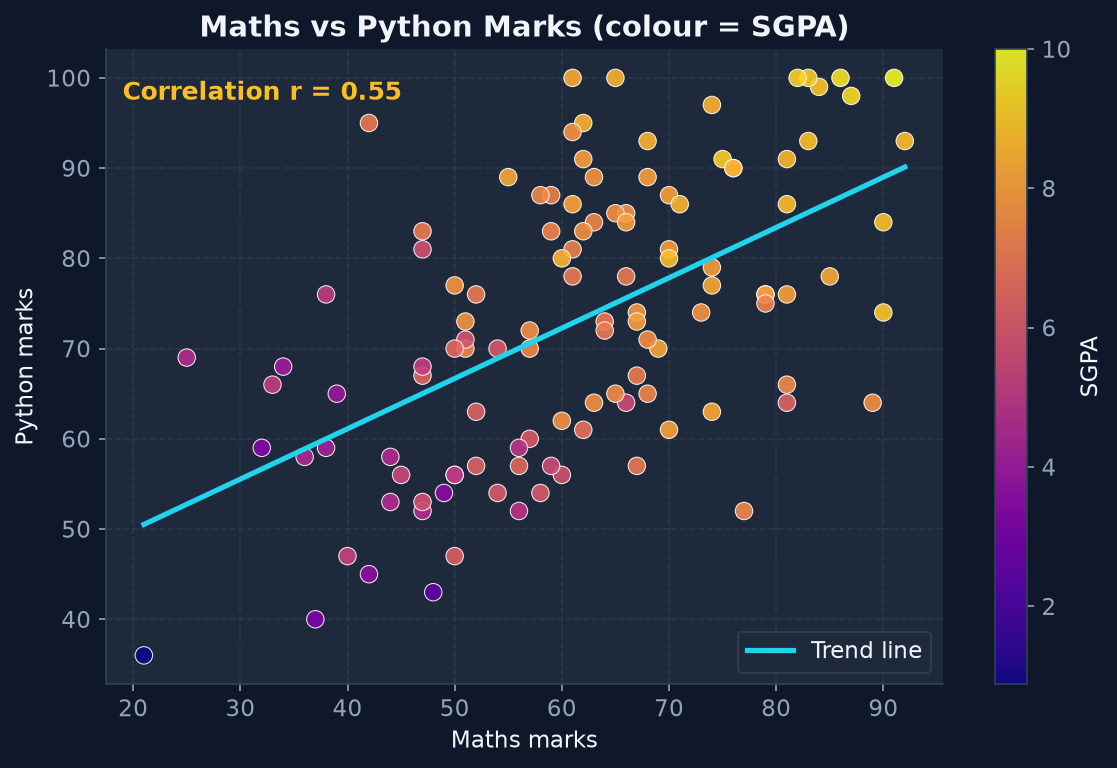 Maths vs Python Marks (colour = SGPA)
Correlation r = 0.55
Python marks
100
90
80
70
60
50
40
20 30 40 50 60 70 80 90
Maths marks
Trend line
10
8
6
4
2
SGPA